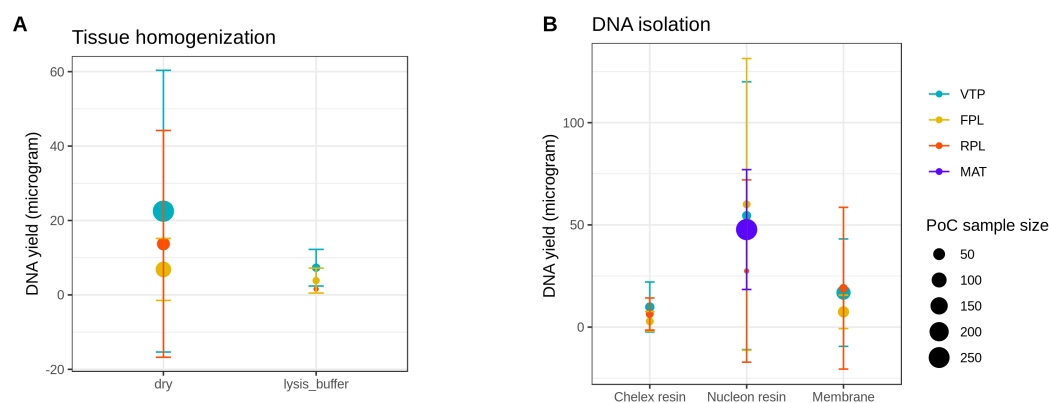 A
Tissue homogenization
DNA yield (microgram)
60
40
20
0
-20
dry
lysis_buffer
B
DNA isolation
DNA yield (microgram)
100
50
0
Chelex resin
Nucleon resin
Membrane
VTP
FPL
RPL
MAT
PoC sample size
50
100
150
200
250